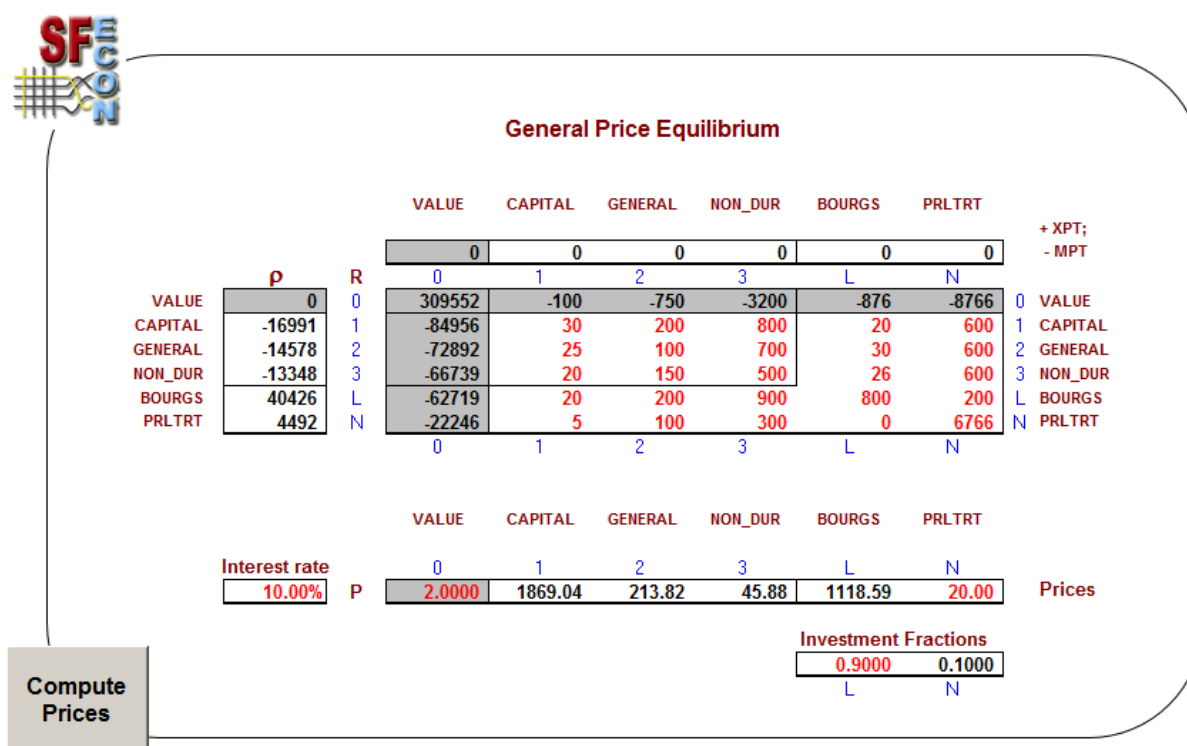 SF
ECON
General Price Equilibrium
VALUE CAPITAL GENERAL NON_DUR BOURGS PRLTRT
+ XPT;
0 0 0 0 0 0 - MPT
ρ R 0 1 2 3 L N
VALUE 0 0 309552 -100 -750 -3200 -876 -8766 0 VALUE
CAPITAL -16991 1 -84956 30 200 800 20 600 1 CAPITAL
GENERAL -14578 2 -72892 25 100 700 30 600 2 GENERAL
NON_DUR -13348 3 -66739 20 150 500 26 600 3 NON_DUR
BOURGS 40426 L -62719 20 200 900 800 200 L BOURGS
PRLTRT 4492 N -22246 5 100 300 0 6766 N PRLTRT
0 1 2 3 L N
VALUE CAPITAL GENERAL NON_DUR BOURGS PRLTRT
Interest rate 0 1 2 3 L N
10.00% P 2.0000 1869.04 213.82 45.88 1118.59 20.00 Prices
Investment Fractions
0.9000 0.1000
L N
Compute
Prices